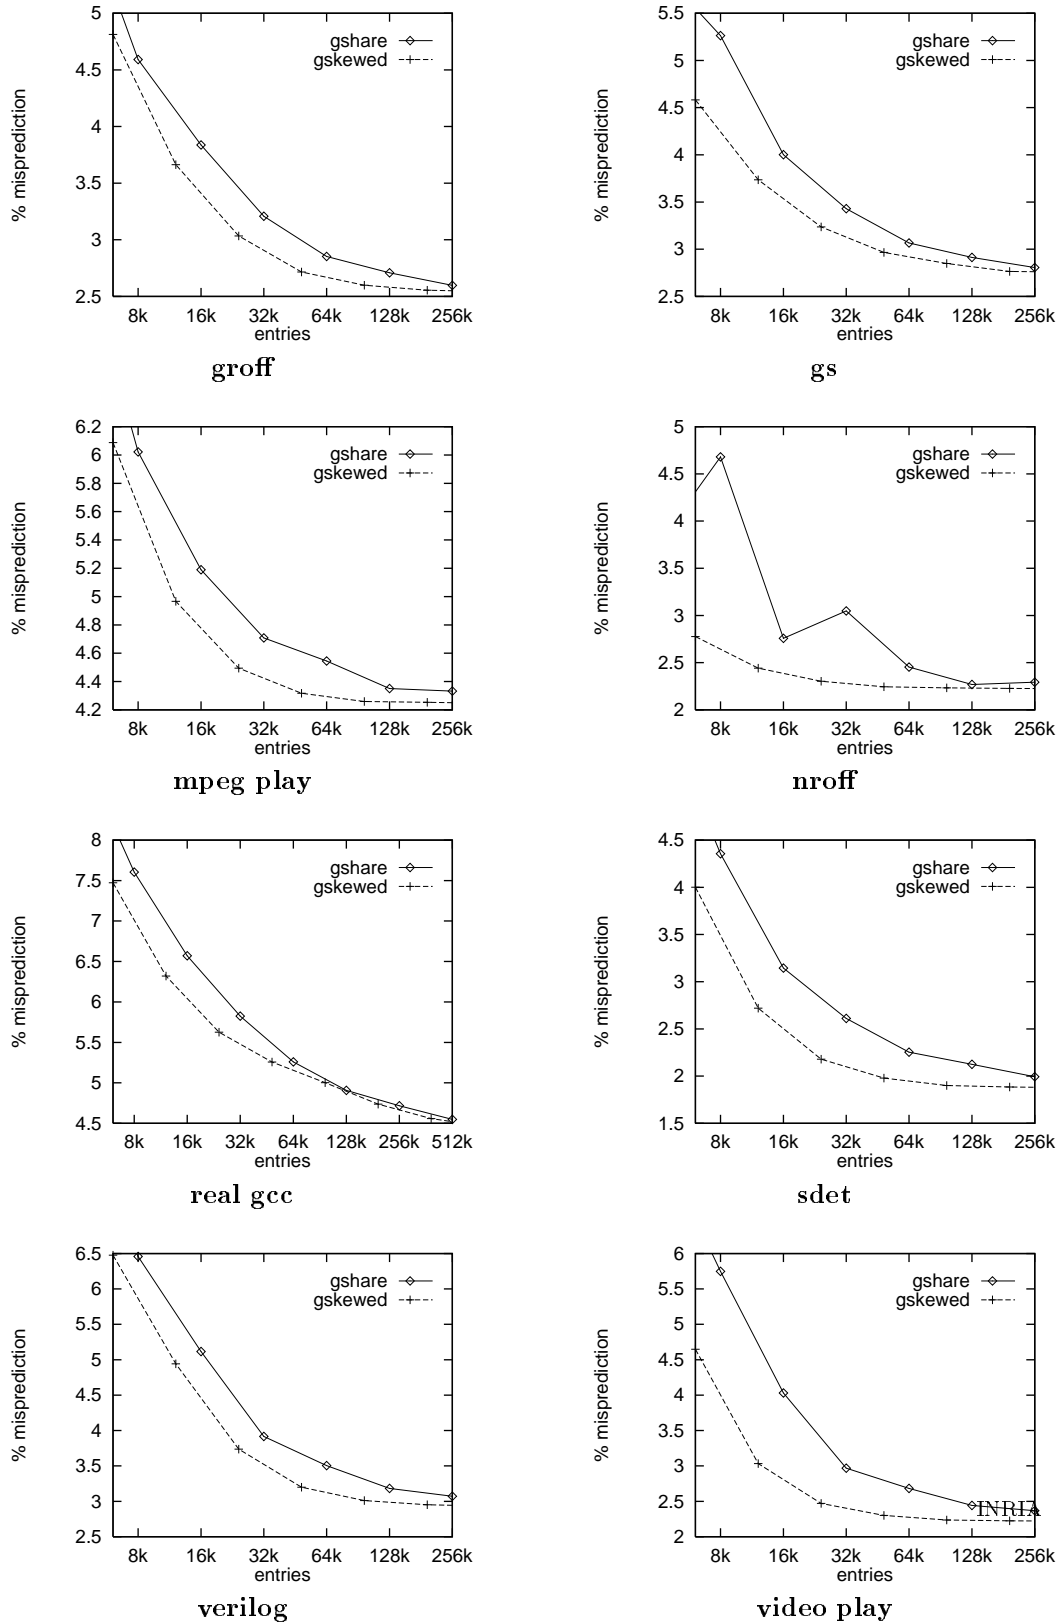 5
4.5
4
3.5
3
2.5
% misprediction
gshare
gskewed
8k 16k 32k 64k 128k 256k
entries
groff
5.5
5
4.5
4
3.5
3
2.5
% misprediction
gshare
gskewed
8k 16k 32k 64k 128k 256k
entries
gs
6.2
6
5.8
5.6
5.4
5.2
5
4.8
4.6
4.4
4.2
% misprediction
gshare
gskewed
8k 16k 32k 64k 128k 256k
entries
mpeg play
5
4.5
4
3.5
3
2.5
2
% misprediction
gshare
gskewed
8k 16k 32k 64k 128k 256k
entries
nroff
8
7.5
7
6.5
6
5.5
5
4.5
% misprediction
gshare
gskewed
8k 16k 32k 64k 128k 256k 512k
entries
real gcc
4.5
4
3.5
3
2.5
2
1.5
% misprediction
gshare
gskewed
8k 16k 32k 64k 128k 256k
entries
sdet
6.5
6
5.5
5
4.5
4
3.5
3
2.5
% misprediction
gshare
gskewed
8k 16k 32k 64k 128k 256k
entries
verilog
6
5.5
5
4.5
4
3.5
3
2.5
2
% misprediction
gshare
gskewed
INRIA
8k 16k 32k 64k 128k 256k
entries
video play